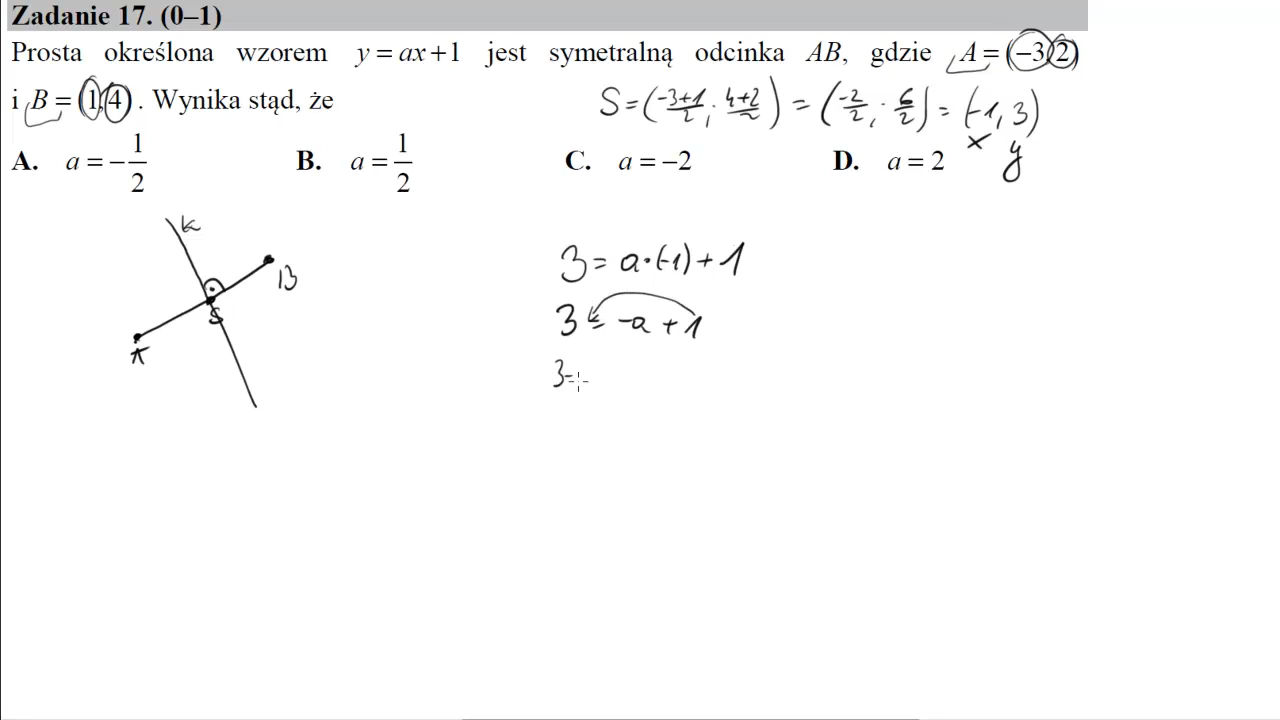 Zadanie 17. (0–1)
Prosta określona wzorem y = ax + 1 jest symetralną odcinka AB, gdzie A = (−3, 2)
i B = (1, 4). Wynika stąd, że
S = (-3+1/2 ; 4+2/2) = (-2/2 ; 6/2) = (-1, 3)
x y
A. a = −1/2 B. a = 1/2 C. a = −2 D. a = 2
k
B
S
A
3 = a·(-1) + 1
3 = -a + 1
3-